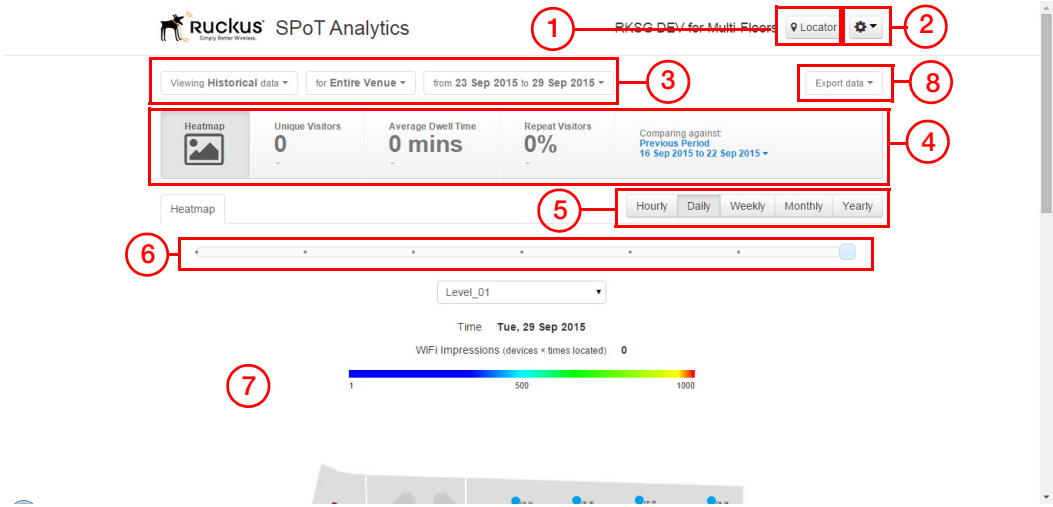 RUCKUS
Simply Better Wireless.
SPoT Analytics
1
RKSG DEV for Multi-Floors
Locator
2
Viewing Historical data
for Entire Venue
from 23 Sep 2015 to 29 Sep 2015
3
Export data
8
Heatmap
Unique Visitors
0
-
Average Dwell Time
0 mins
-
Repeat Visitors
0%
-
Comparing against:
Previous Period
16 Sep 2015 to 22 Sep 2015
4
Heatmap
5
Hourly
Daily
Weekly
Monthly
Yearly
6
Level_01
Time Tue, 29 Sep 2015
WiFi Impressions (devices × times located) 0
7
1
500
1000